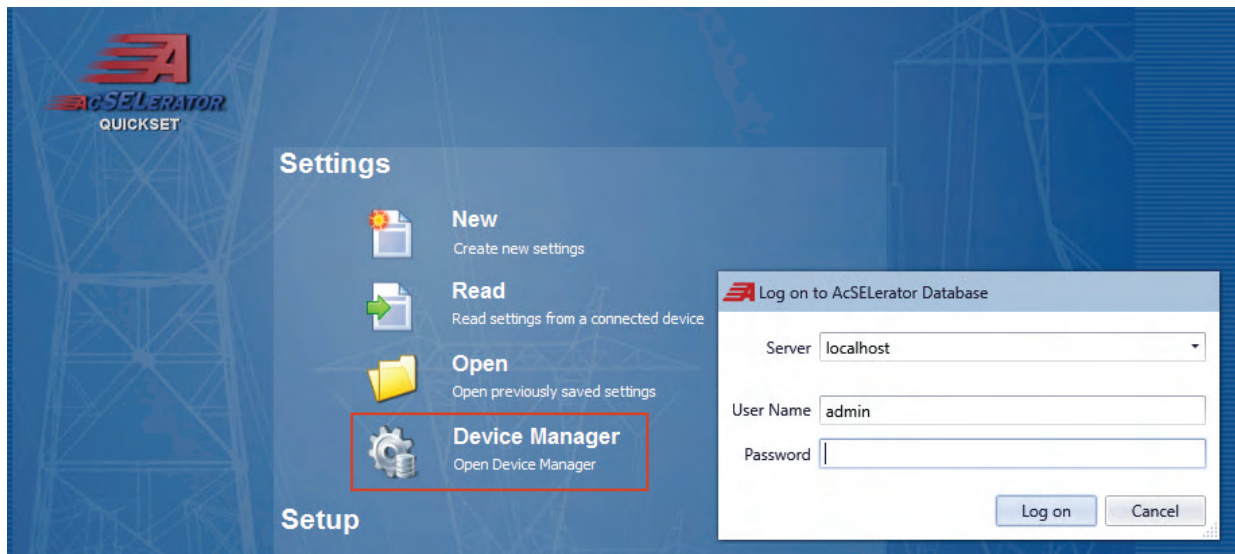 AcSELERATOR
QUICKSET
Settings
New
Create new settings
Read
Read settings from a connected device
Open
Open previously saved settings
Device Manager
Open Device Manager
Setup
Log on to AcSELerator Database
Server localhost
User Name admin
Password
Log on Cancel